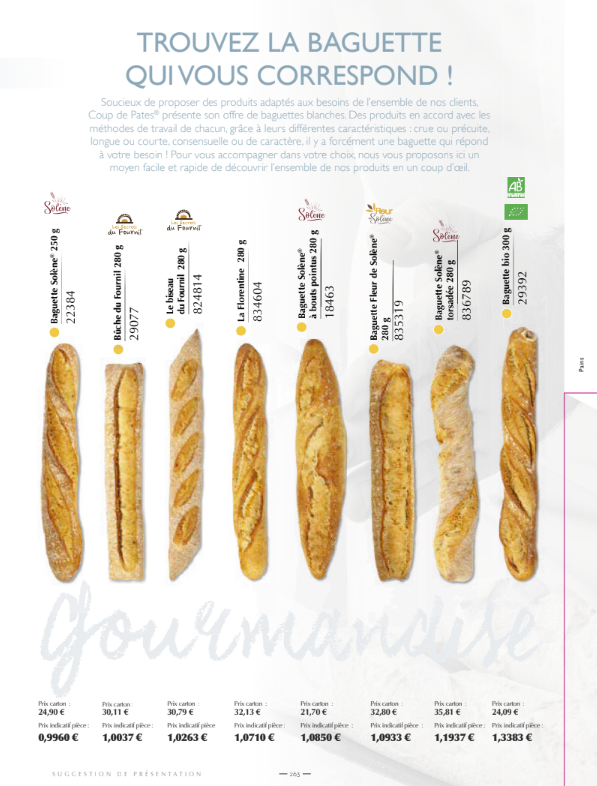 TROUVEZ LA BAGUETTE
QUI VOUS CORRESPOND !
Soucieux de proposer des produits adaptés aux besoins de l'ensemble de nos clients,
Coup de Pates® présente son offre de baguettes blanches. Des produits en accord avec les
méthodes de travail de chacun, grâce à leurs différentes caractéristiques : crue ou précuite,
longue ou courte, consensuelle ou de caractère, il y a forcément une baguette qui répond
à votre besoin ! Pour vous accompagner dans votre choix, nous vous proposons ici un
moyen facile et rapide de découvrir l'ensemble de nos produits en un coup d'œil.
Solène
Baguette Solène® 250 g
22384
Les Secrets
du Fournil
Bûche du Fournil 280 g
29077
Les Secrets
du Fournil
Le biseau
du Fournil 280 g
824814
La Florentine 280 g
834604
Solène
Baguette Solène®
à bouts pointus 280 g
18463
Fleur
Solène
Baguette Fleur de Solène®
280 g
835319
Solène
Baguette Solène®
torsadée 280 g
836789
AB
Baguette bio 300 g
29392
Pains
gourmandise
Prix carton :
24,90 €
Prix indicatif pièce :
0,9960 €
Prix carton :
30,11 €
Prix indicatif pièce :
1,0037 €
Prix carton :
30,79 €
Prix indicatif pièce
1,0263 €
Prix carton :
32,13 €
Prix indicatif pièce :
1,0710 €
Prix carton :
21,70 €
Prix indicatif pièce :
1,0850 €
Prix carton :
32,80 €
Prix indicatif pièce :
1,0933 €
Prix carton :
35,81 €
Prix indicatif pièce :
1,1937 €
Prix carton :
24,09 €
Prix indicatif pièce :
1,3383 €
SUGGESTION DE PRÉSENTATION
— 263 —